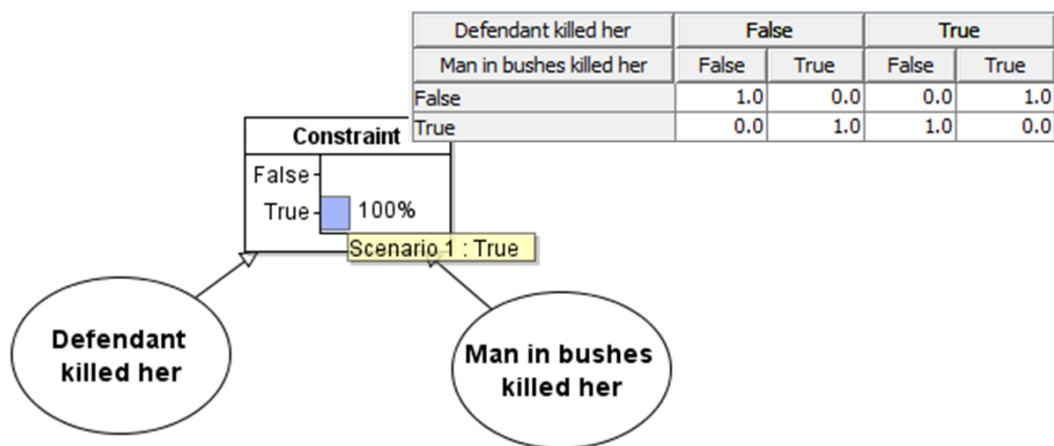 Defendant killed her False True
Man in bushes killed her False True False True
False 1.0 0.0 0.0 1.0
True 0.0 1.0 1.0 0.0
Constraint
False
True 100%
Scenario 1 : True
Defendant
killed her
Man in bushes
killed her